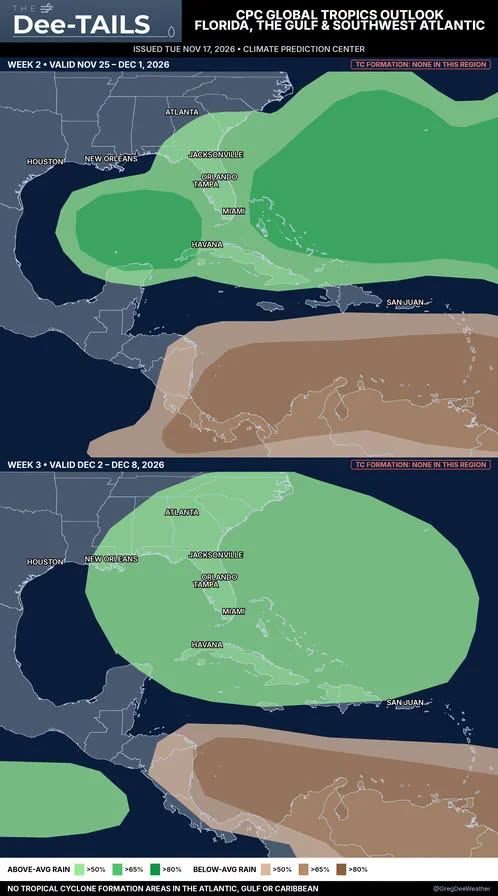 THE
Dee-TAILS
CPC GLOBAL TROPICS OUTLOOK
FLORIDA, THE GULF & SOUTHWEST ATLANTIC
ISSUED TUE NOV 17, 2026 • CLIMATE PREDICTION CENTER
WEEK 2 • VALID NOV 25 – DEC 1, 2026
TC FORMATION: NONE IN THIS REGION
ATLANTA
HOUSTON
NEW ORLEANS
JACKSONVILLE
ORLANDO
TAMPA
MIAMI
HAVANA
SAN JUAN
WEEK 3 • VALID DEC 2 – DEC 8, 2026
TC FORMATION: NONE IN THIS REGION
ATLANTA
HOUSTON
NEW ORLEANS
JACKSONVILLE
ORLANDO
TAMPA
MIAMI
HAVANA
SAN JUAN
ABOVE-AVG RAIN >50% >65% >80% BELOW-AVG RAIN >50% >65% >80%
NO TROPICAL CYCLONE FORMATION AREAS IN THE ATLANTIC, GULF OR CARIBBEAN
@GregDeeWeather